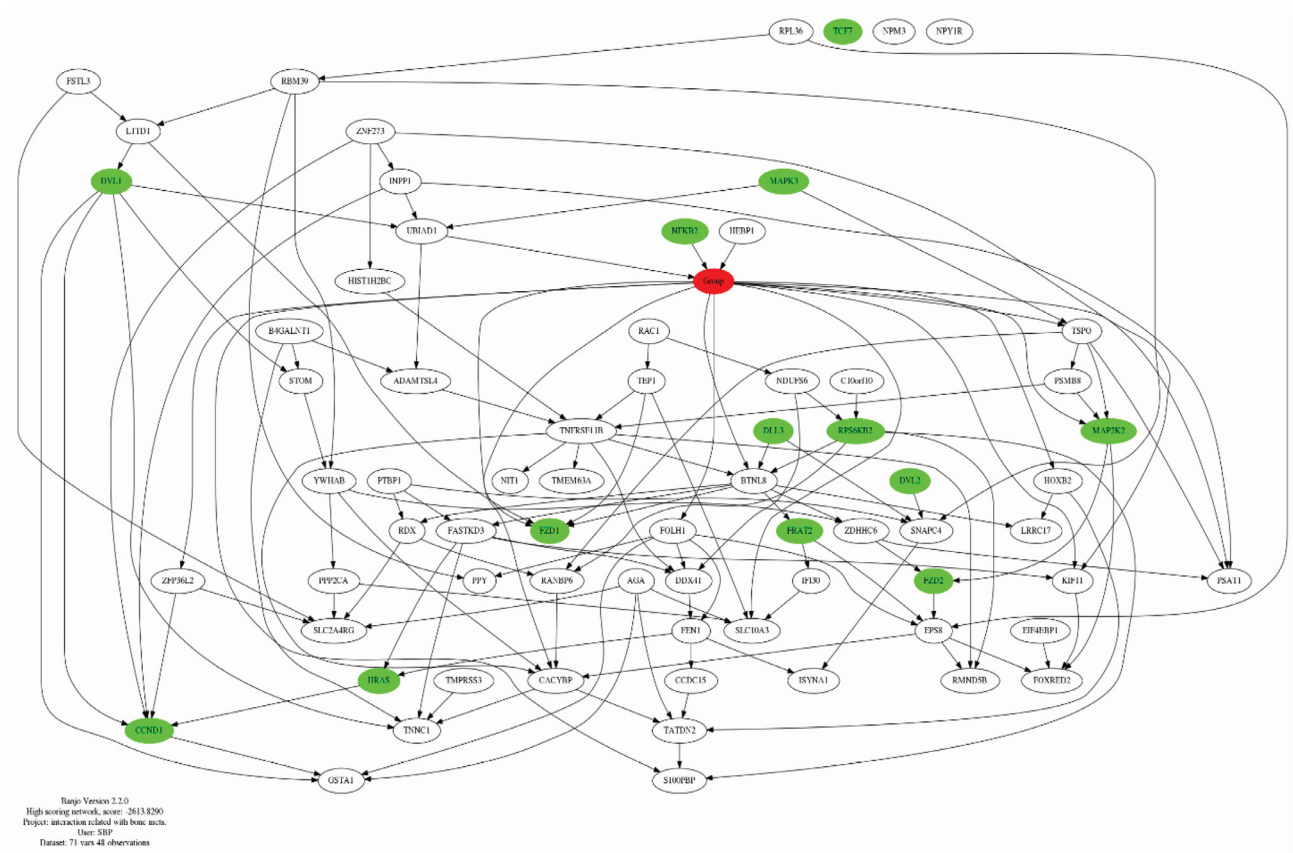 RPL36 TCF7 NPM3 NPY1R
FSTL3 RBM39
L1TD1 ZNF273
DVL1 INPP1 MAPK3
UBIAD1 NFKB2 HEBP1
HIST1H2BC Group
B4GALNT1 RAC1 TSPO
STOM ADAMTSL4 TEP1 NDUFS6 C10orf10 PSMB8
TNFRSF11B DLL3 RPS6KB2 MAP2K2
YWHAB PTBP1 NIT1 TMEM63A BTNL8 DVL2 HOXB2
RDX FASTKD3 FZD1 FOLH1 FRAT2 ZDHHC6 SNAPC4 LRRC17
ZFP36L2 PPP2CA PPY RANBP6 AGA DDX41 IFI30 FZD2 KIF11 PSAT1
SLC2A4RG FEN1 SLC10A3 EPS8 EIF4EBP1
HRAS TMPRSS3 CACYBP CCDC15 ISYNA1 RMND5B FOXRED2
CCND1 TNNC1 TATDN2
GSTA1 S100PBP
Banjo Version 2.2.0
High scoring network, score: -2613.8290
Project: interaction related with bone mets.
User: SBP
Dataset: 71 vars 48 observations